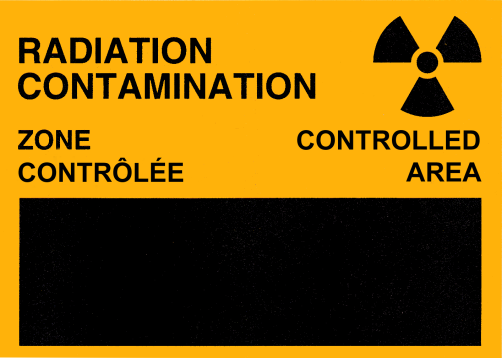 RADIATION
CONTAMINATION
ZONE
CONTRÔLÉE
CONTROLLED
AREA